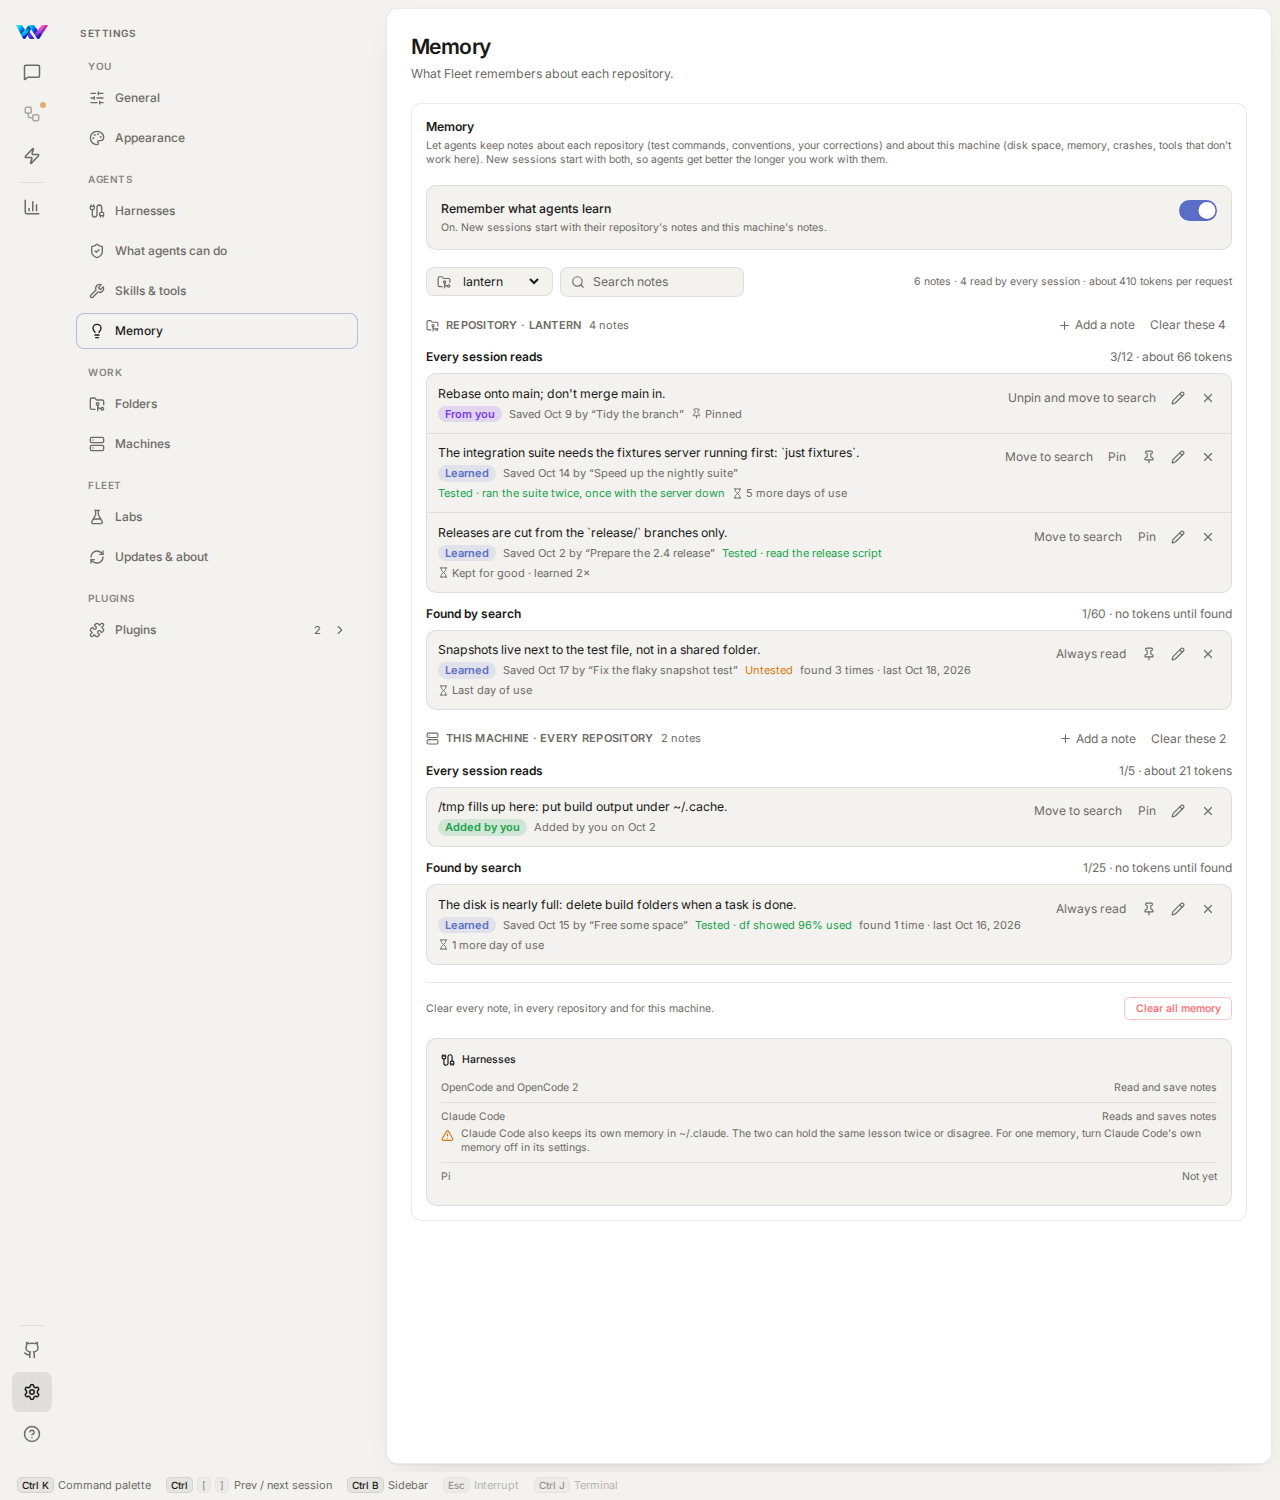 SETTINGS
YOU
General
Appearance
AGENTS
Harnesses
What agents can do
Skills & tools
Memory
WORK
Folders
Machines
FLEET
Labs
Updates & about
PLUGINS
Plugins 2
Memory
What Fleet remembers about each repository.
Memory
Let agents keep notes about each repository (test commands, conventions, your corrections) and about this machine (disk space, memory, crashes, tools that don't
work here). New sessions start with both, so agents get better the longer you work with them.
Remember what agents learn
On. New sessions start with their repository's notes and this machine's notes.
lantern Search notes 6 notes · 4 read by every session · about 410 tokens per request
REPOSITORY · LANTERN 4 notes Add a note Clear these 4
Every session reads 3/12 · about 66 tokens
Rebase onto main; don't merge main in. Unpin and move to search
From you Saved Oct 9 by “Tidy the branch” Pinned
The integration suite needs the fixtures server running first: `just fixtures`. Move to search Pin
Learned Saved Oct 14 by “Speed up the nightly suite”
Tested · ran the suite twice, once with the server down 5 more days of use
Releases are cut from the `release/` branches only. Move to search Pin
Learned Saved Oct 2 by “Prepare the 2.4 release” Tested · read the release script
Kept for good · learned 2×
Found by search 1/60 · no tokens until found
Snapshots live next to the test file, not in a shared folder. Always read
Learned Saved Oct 17 by “Fix the flaky snapshot test” Untested found 3 times · last Oct 18, 2026
Last day of use
THIS MACHINE · EVERY REPOSITORY 2 notes Add a note Clear these 2
Every session reads 1/5 · about 21 tokens
/tmp fills up here: put build output under ~/.cache. Move to search Pin
Added by you Added by you on Oct 2
Found by search 1/25 · no tokens until found
The disk is nearly full: delete build folders when a task is done. Always read
Learned Saved Oct 15 by “Free some space” Tested · df showed 96% used found 1 time · last Oct 16, 2026
1 more day of use
Clear every note, in every repository and for this machine. Clear all memory
Harnesses
OpenCode and OpenCode 2 Read and save notes
Claude Code Reads and saves notes
Claude Code also keeps its own memory in ~/.claude. The two can hold the same lesson twice or disagree. For one memory, turn Claude Code's own
memory off in its settings.
Pi Not yet
Ctrl K Command palette Ctrl [ ] Prev / next session Ctrl B Sidebar Esc Interrupt Ctrl J Terminal